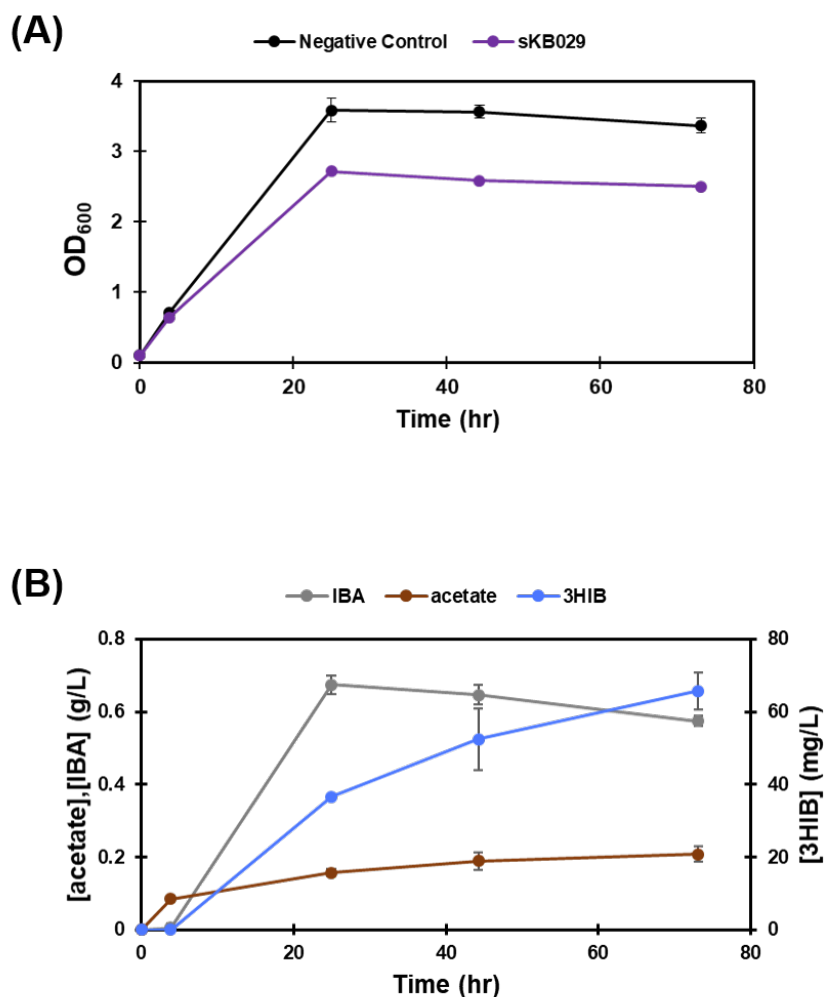 (A)
Negative Control sKB029
4
3
2
1
0
OD600
0 20 40 60 80
Time (hr)
(B)
IBA acetate 3HIB
0.8 80
0.6 60
0.4 40
0.2 20
0 0
[acetate],[IBA] (g/L)
[3HIB] (mg/L)
0 20 40 60 80
Time (hr)